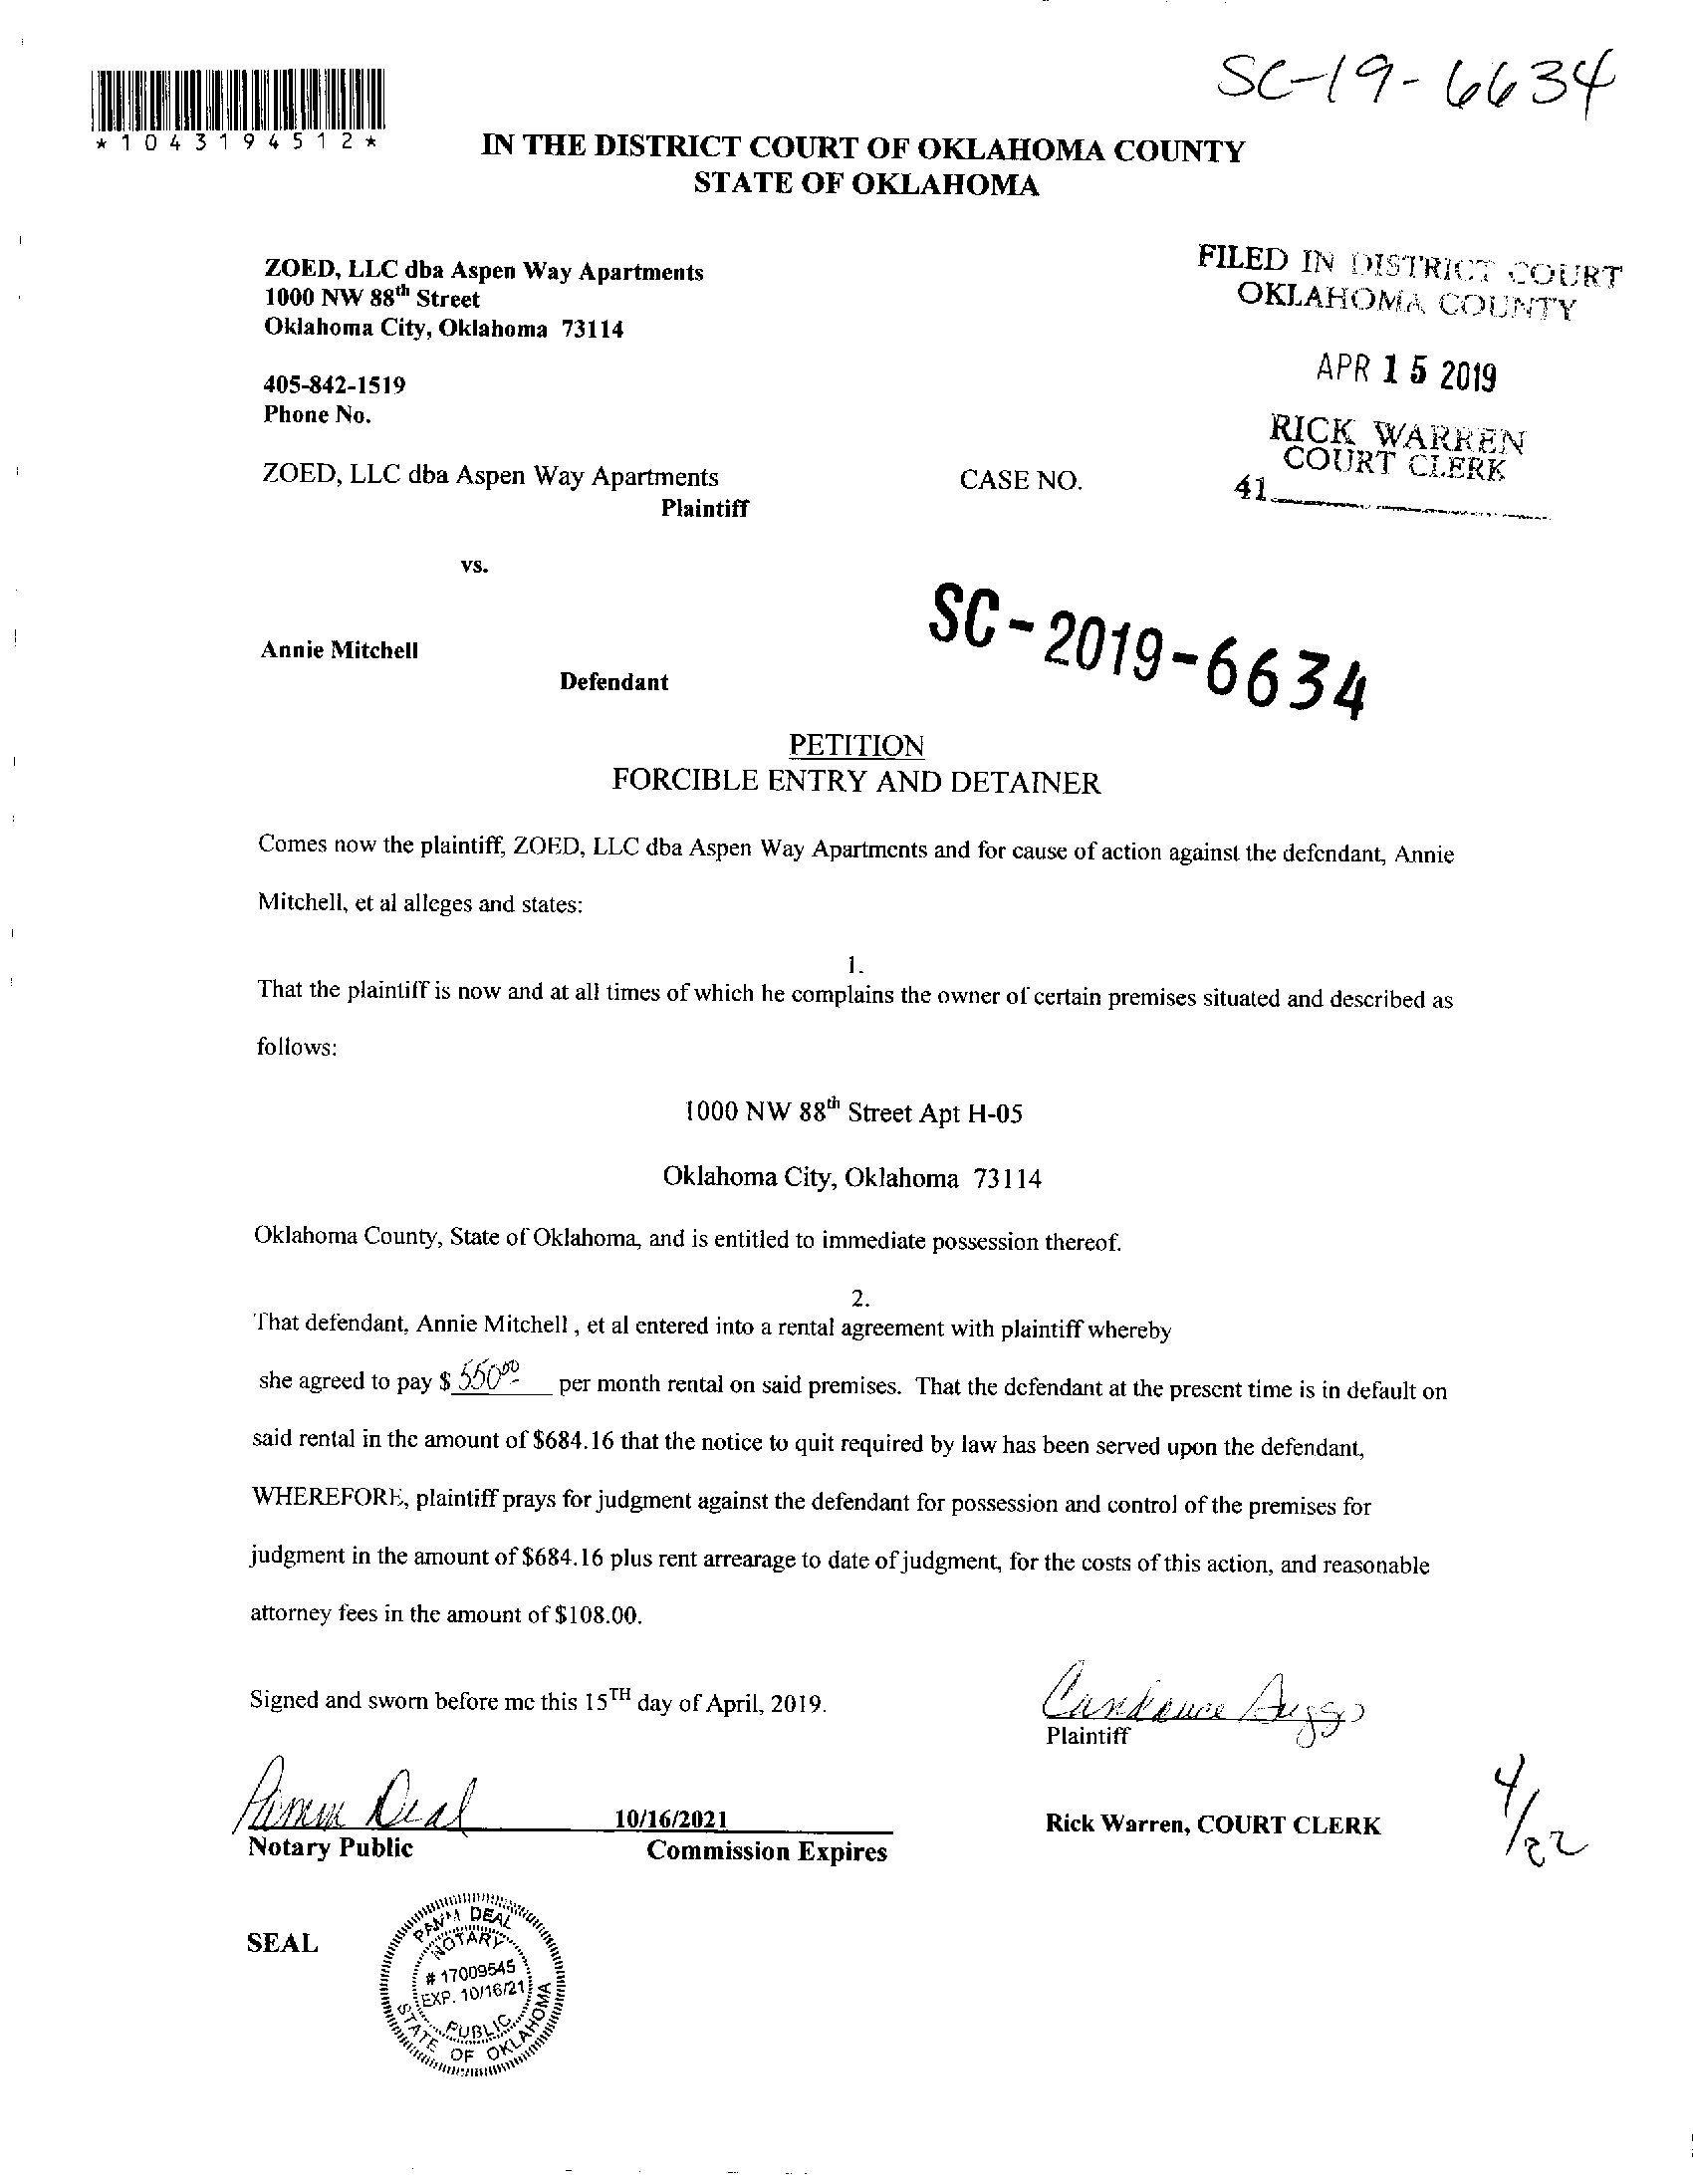 SC-19-6634
*1043194512*
IN THE DISTRICT COURT OF OKLAHOMA COUNTY
STATE OF OKLAHOMA
ZOED, LLC dba Aspen Way Apartments
1000 NW 88th Street
Oklahoma City, Oklahoma 73114
FILED IN DISTRICT COURT
OKLAHOMA COUNTY
APR 15 2019
405-842-1519
Phone No.
RICK WARREN
COURT CLERK
41
ZOED, LLC dba Aspen Way Apartments
Plaintiff
CASE NO.
vs.
SC-2019-6634
Annie Mitchell
Defendant
PETITION
FORCIBLE ENTRY AND DETAINER
Comes now the plaintiff, ZOED, LLC dba Aspen Way Apartments and for cause of action against the defendant, Annie
Mitchell, et al alleges and states:
1.
That the plaintiff is now and at all times of which he complains the owner of certain premises situated and described as
follows:
1000 NW 88th Street Apt H-05
Oklahoma City, Oklahoma 73114
Oklahoma County, State of Oklahoma, and is entitled to immediate possession thereof.
2.
That defendant, Annie Mitchell , et al entered into a rental agreement with plaintiff whereby
she agreed to pay $ 550.00 per month rental on said premises. That the defendant at the present time is in default on
said rental in the amount of $684.16 that the notice to quit required by law has been served upon the defendant,
WHEREFORE, plaintiff prays for judgment against the defendant for possession and control of the premises for
judgment in the amount of $684.16 plus rent arrearage to date of judgment, for the costs of this action, and reasonable
attorney fees in the amount of $108.00.
Signed and sworn before me this 15TH day of April, 2019.
Plaintiff
Deal
10/16/2021
Notary Public
Commission Expires
Rick Warren, COURT CLERK
4/22
SEAL
DEAL
NOTARY
# 17009545
EXP. 10/16/21
PUBLIC
STATE OF OKLAHOMA